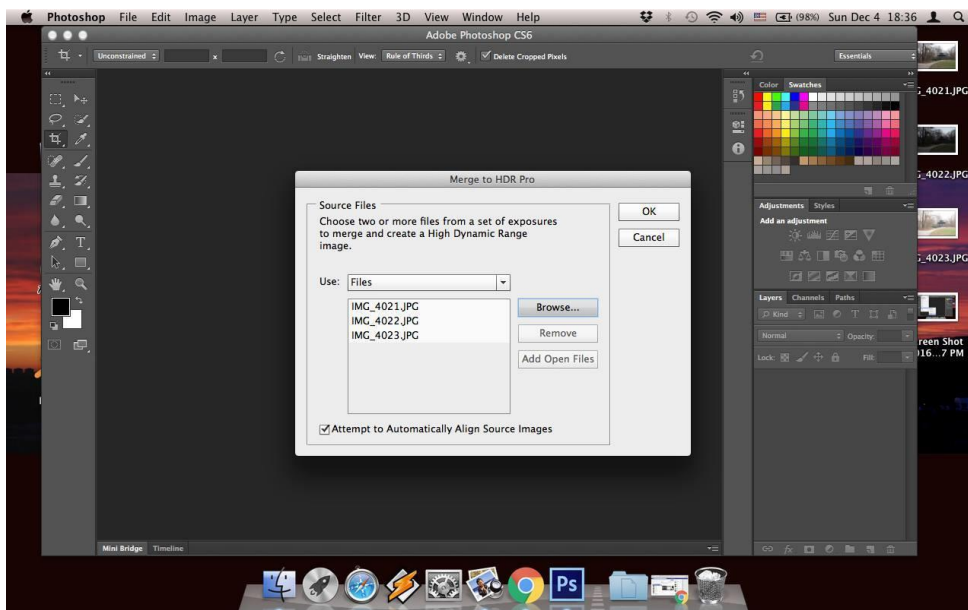 Photoshop File Edit Image Layer Type Select Filter 3D View Window Help (98%) Sun Dec 4 18:36
Adobe Photoshop CS6
Unconstrained x Straighten View: Rule of Thirds Delete Cropped Pixels Essentials
Color Swatches
_4021.JPG
_4022.JPG
Merge to HDR Pro
Source Files
Choose two or more files from a set of exposures
to merge and create a High Dynamic Range
image.
OK
Cancel
Use: Files
IMG_4021.JPG
IMG_4022.JPG
IMG_4023.JPG
Browse...
Remove
Add Open Files
Attempt to Automatically Align Source Images
Adjustments Styles
Add an adjustment
_4023.JPG
Layers Channels Paths
Kind
Normal Opacity:
Lock: Fill:
reen Shot
16...7 PM
Mini Bridge Timeline
Ps